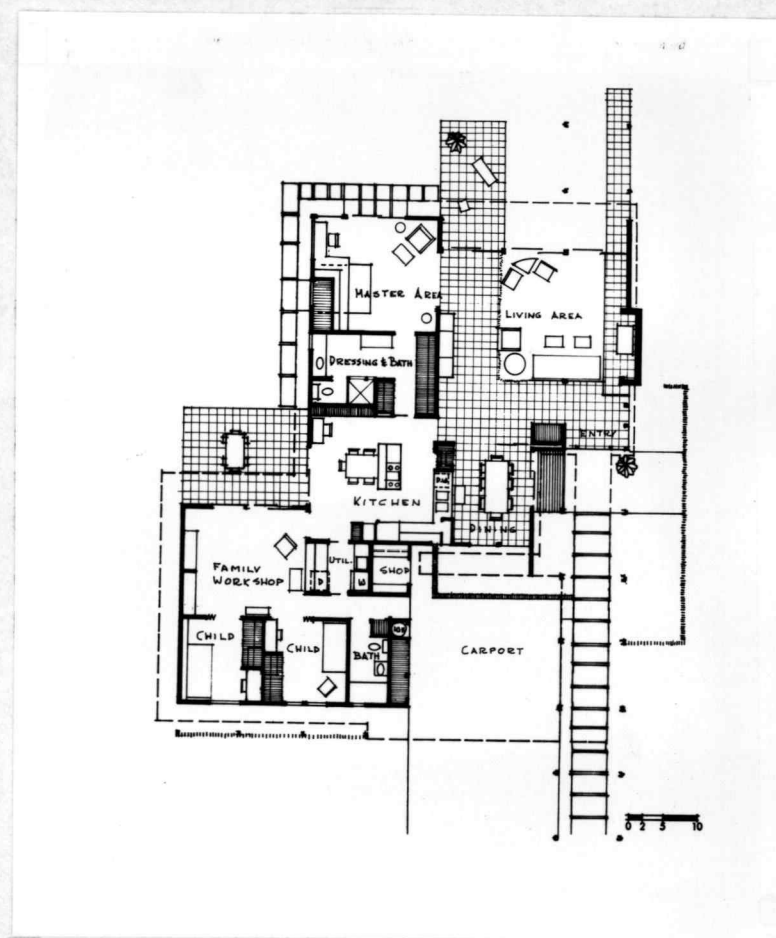 MASTER AREA
LIVING AREA
DRESSING & BATH
ENTRY
KITCHEN
DINING
UTIL.
SHOP
FAMILY
WORKSHOP
D
W
CHILD
CHILD
BATH
CARPORT
0 2 5 10